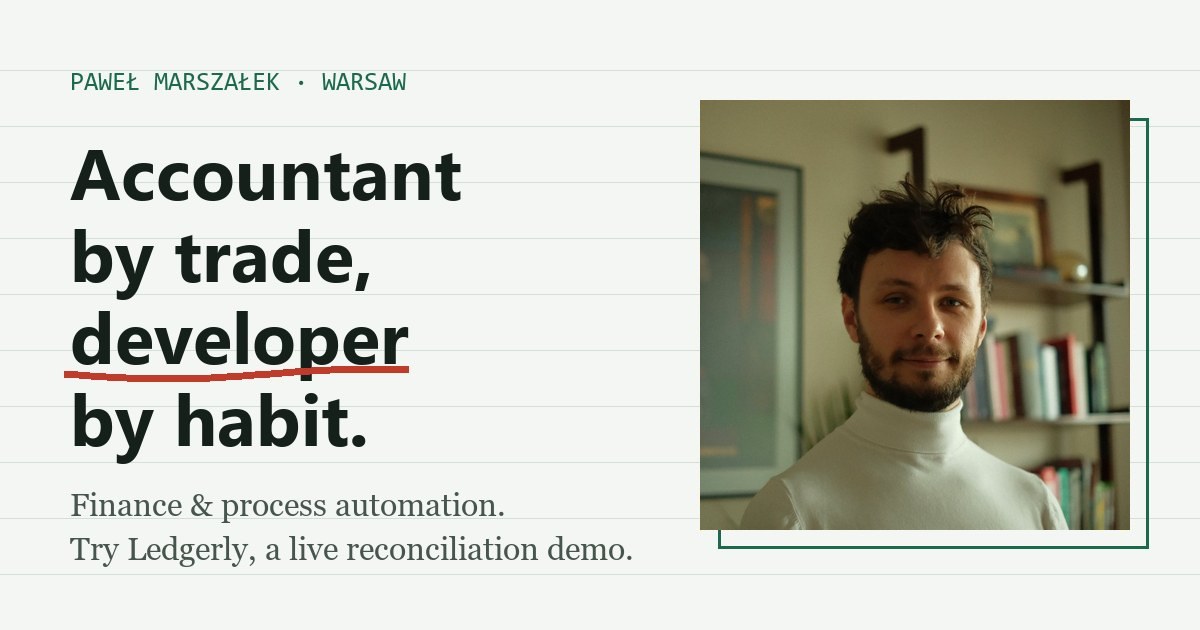 PAWEŁ MARSZAŁEK · WARSAW
Accountant
by trade,
developer
by habit.
Finance & process automation.
Try Ledgerly, a live reconciliation demo.